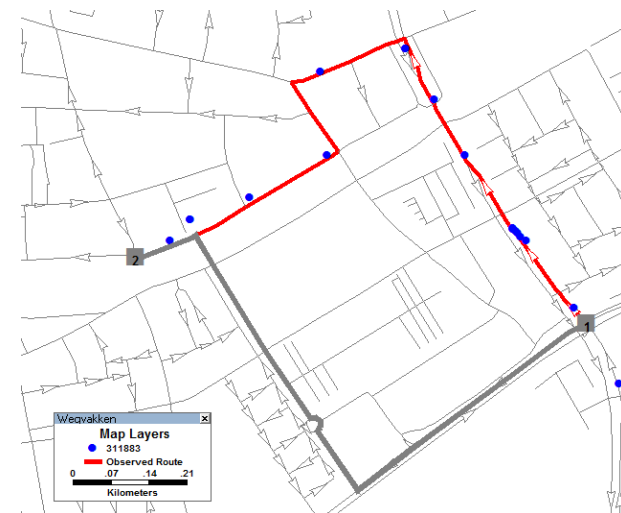 2
1
Wegvakken x
Map Layers
311883
Observed Route
0 .07 .14 .21
Kilometers